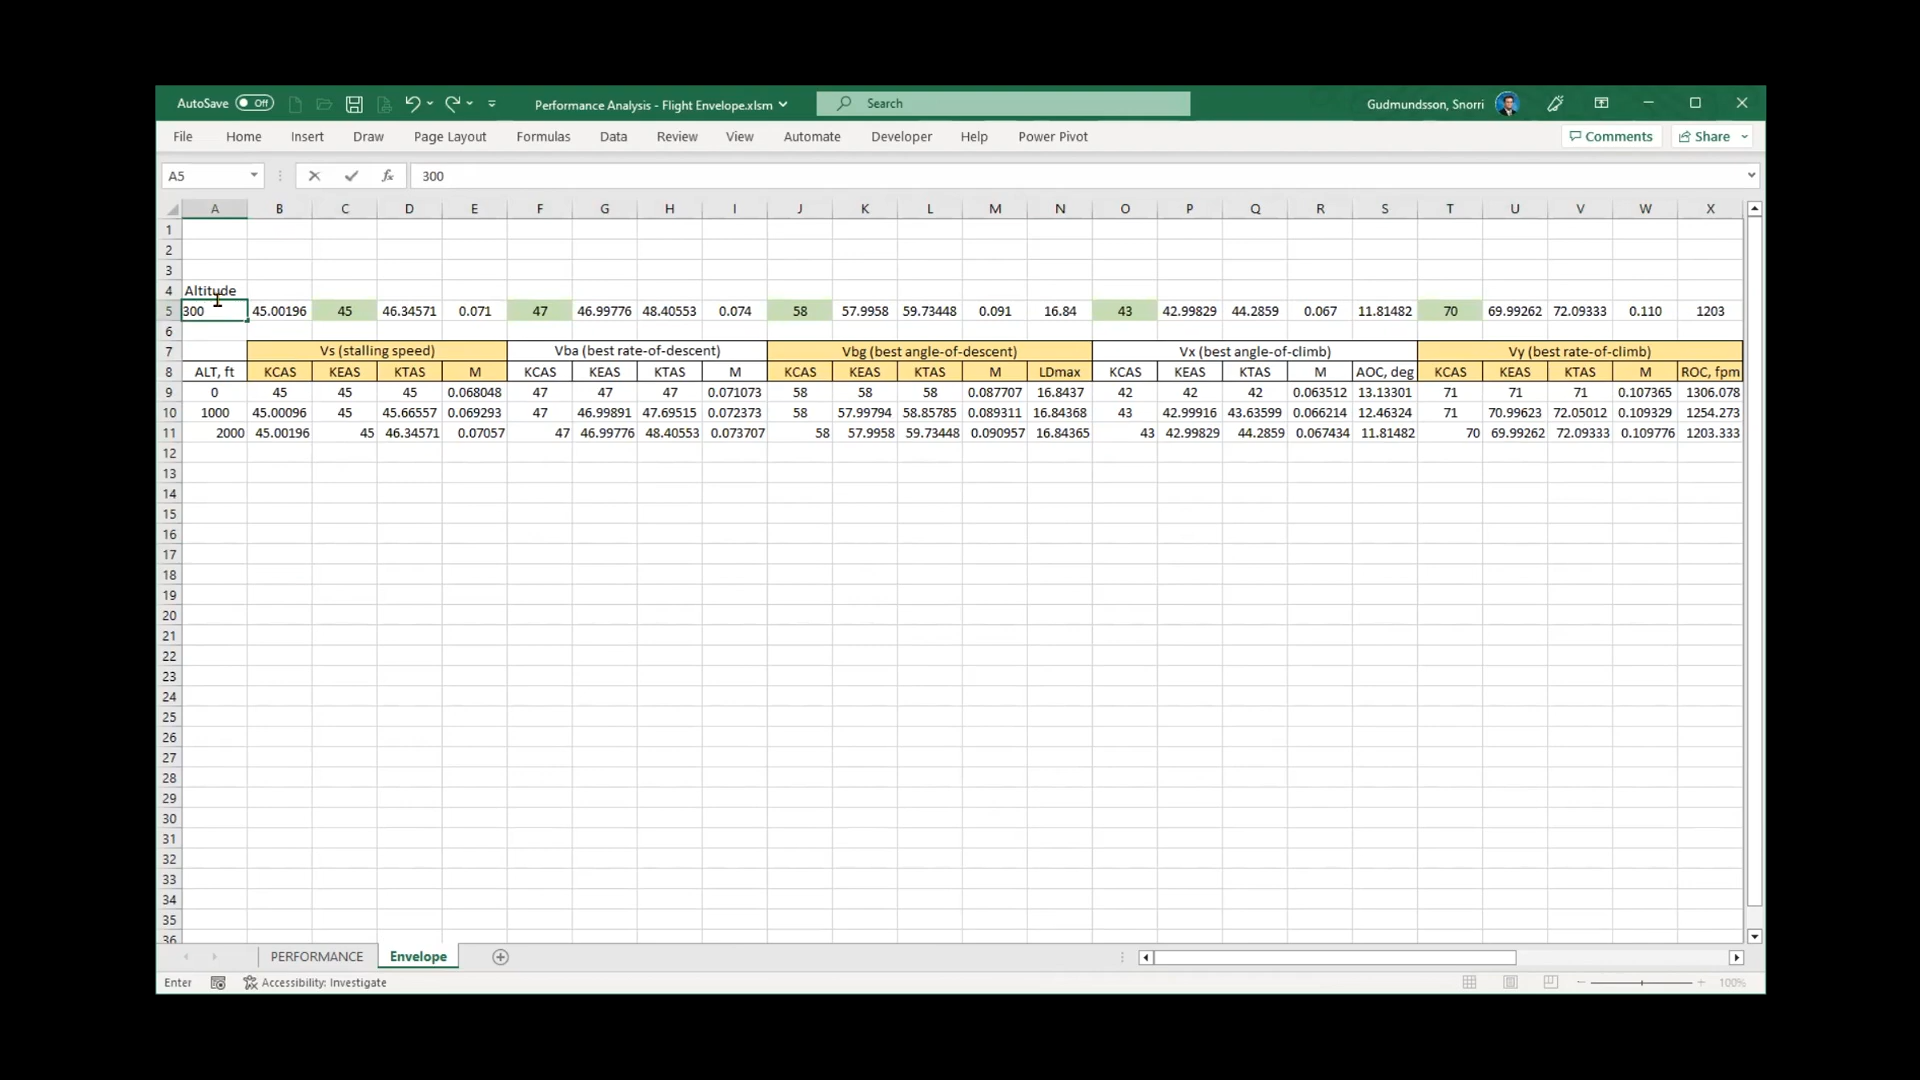 AutoSave Off Performance Analysis - Flight Envelope.xlsm Search Gudmundsson, Snorri
File Home Insert Draw Page Layout Formulas Data Review View Automate Developer Help Power Pivot Comments Share
A5 fx 300
A B C D E F G H I J K L M N O P Q R S T U V W X
1
2
3
4 Altitude
5 300 45.00196 45 46.34571 0.071 47 46.99776 48.40553 0.074 58 57.9958 59.73448 0.091 16.84 43 42.99829 44.2859 0.067 11.81482 70 69.99262 72.09333 0.110 1203
6
7 Vs (stalling speed) Vba (best rate-of-descent) Vbg (best angle-of-descent) Vx (best angle-of-climb) Vy (best rate-of-climb)
8 ALT, ft KCAS KEAS KTAS M KCAS KEAS KTAS M KCAS KEAS KTAS M LDmax KCAS KEAS KTAS M AOC, deg KCAS KEAS KTAS M ROC, fpm
9 0 45 45 45 0.068048 47 47 47 0.071073 58 58 58 0.087707 16.8437 42 42 42 0.063512 13.13301 71 71 71 0.107365 1306.078
10 1000 45.00096 45 45.66557 0.069293 47 46.99891 47.69515 0.072373 58 57.99794 58.85785 0.089311 16.84368 43 42.99916 43.63599 0.066214 12.46324 71 70.99623 72.05012 0.109329 1254.273
11 2000 45.00196 45 46.34571 0.07057 47 46.99776 48.40553 0.073707 58 57.9958 59.73448 0.090957 16.84365 43 42.99829 44.2859 0.067434 11.81482 70 69.99262 72.09333 0.109776 1203.333
12
13
14
15
16
17
18
19
20
21
22
23
24
25
26
27
28
29
30
31
32
33
34
35
36
PERFORMANCE Envelope
Enter Accessibility: Investigate 100%